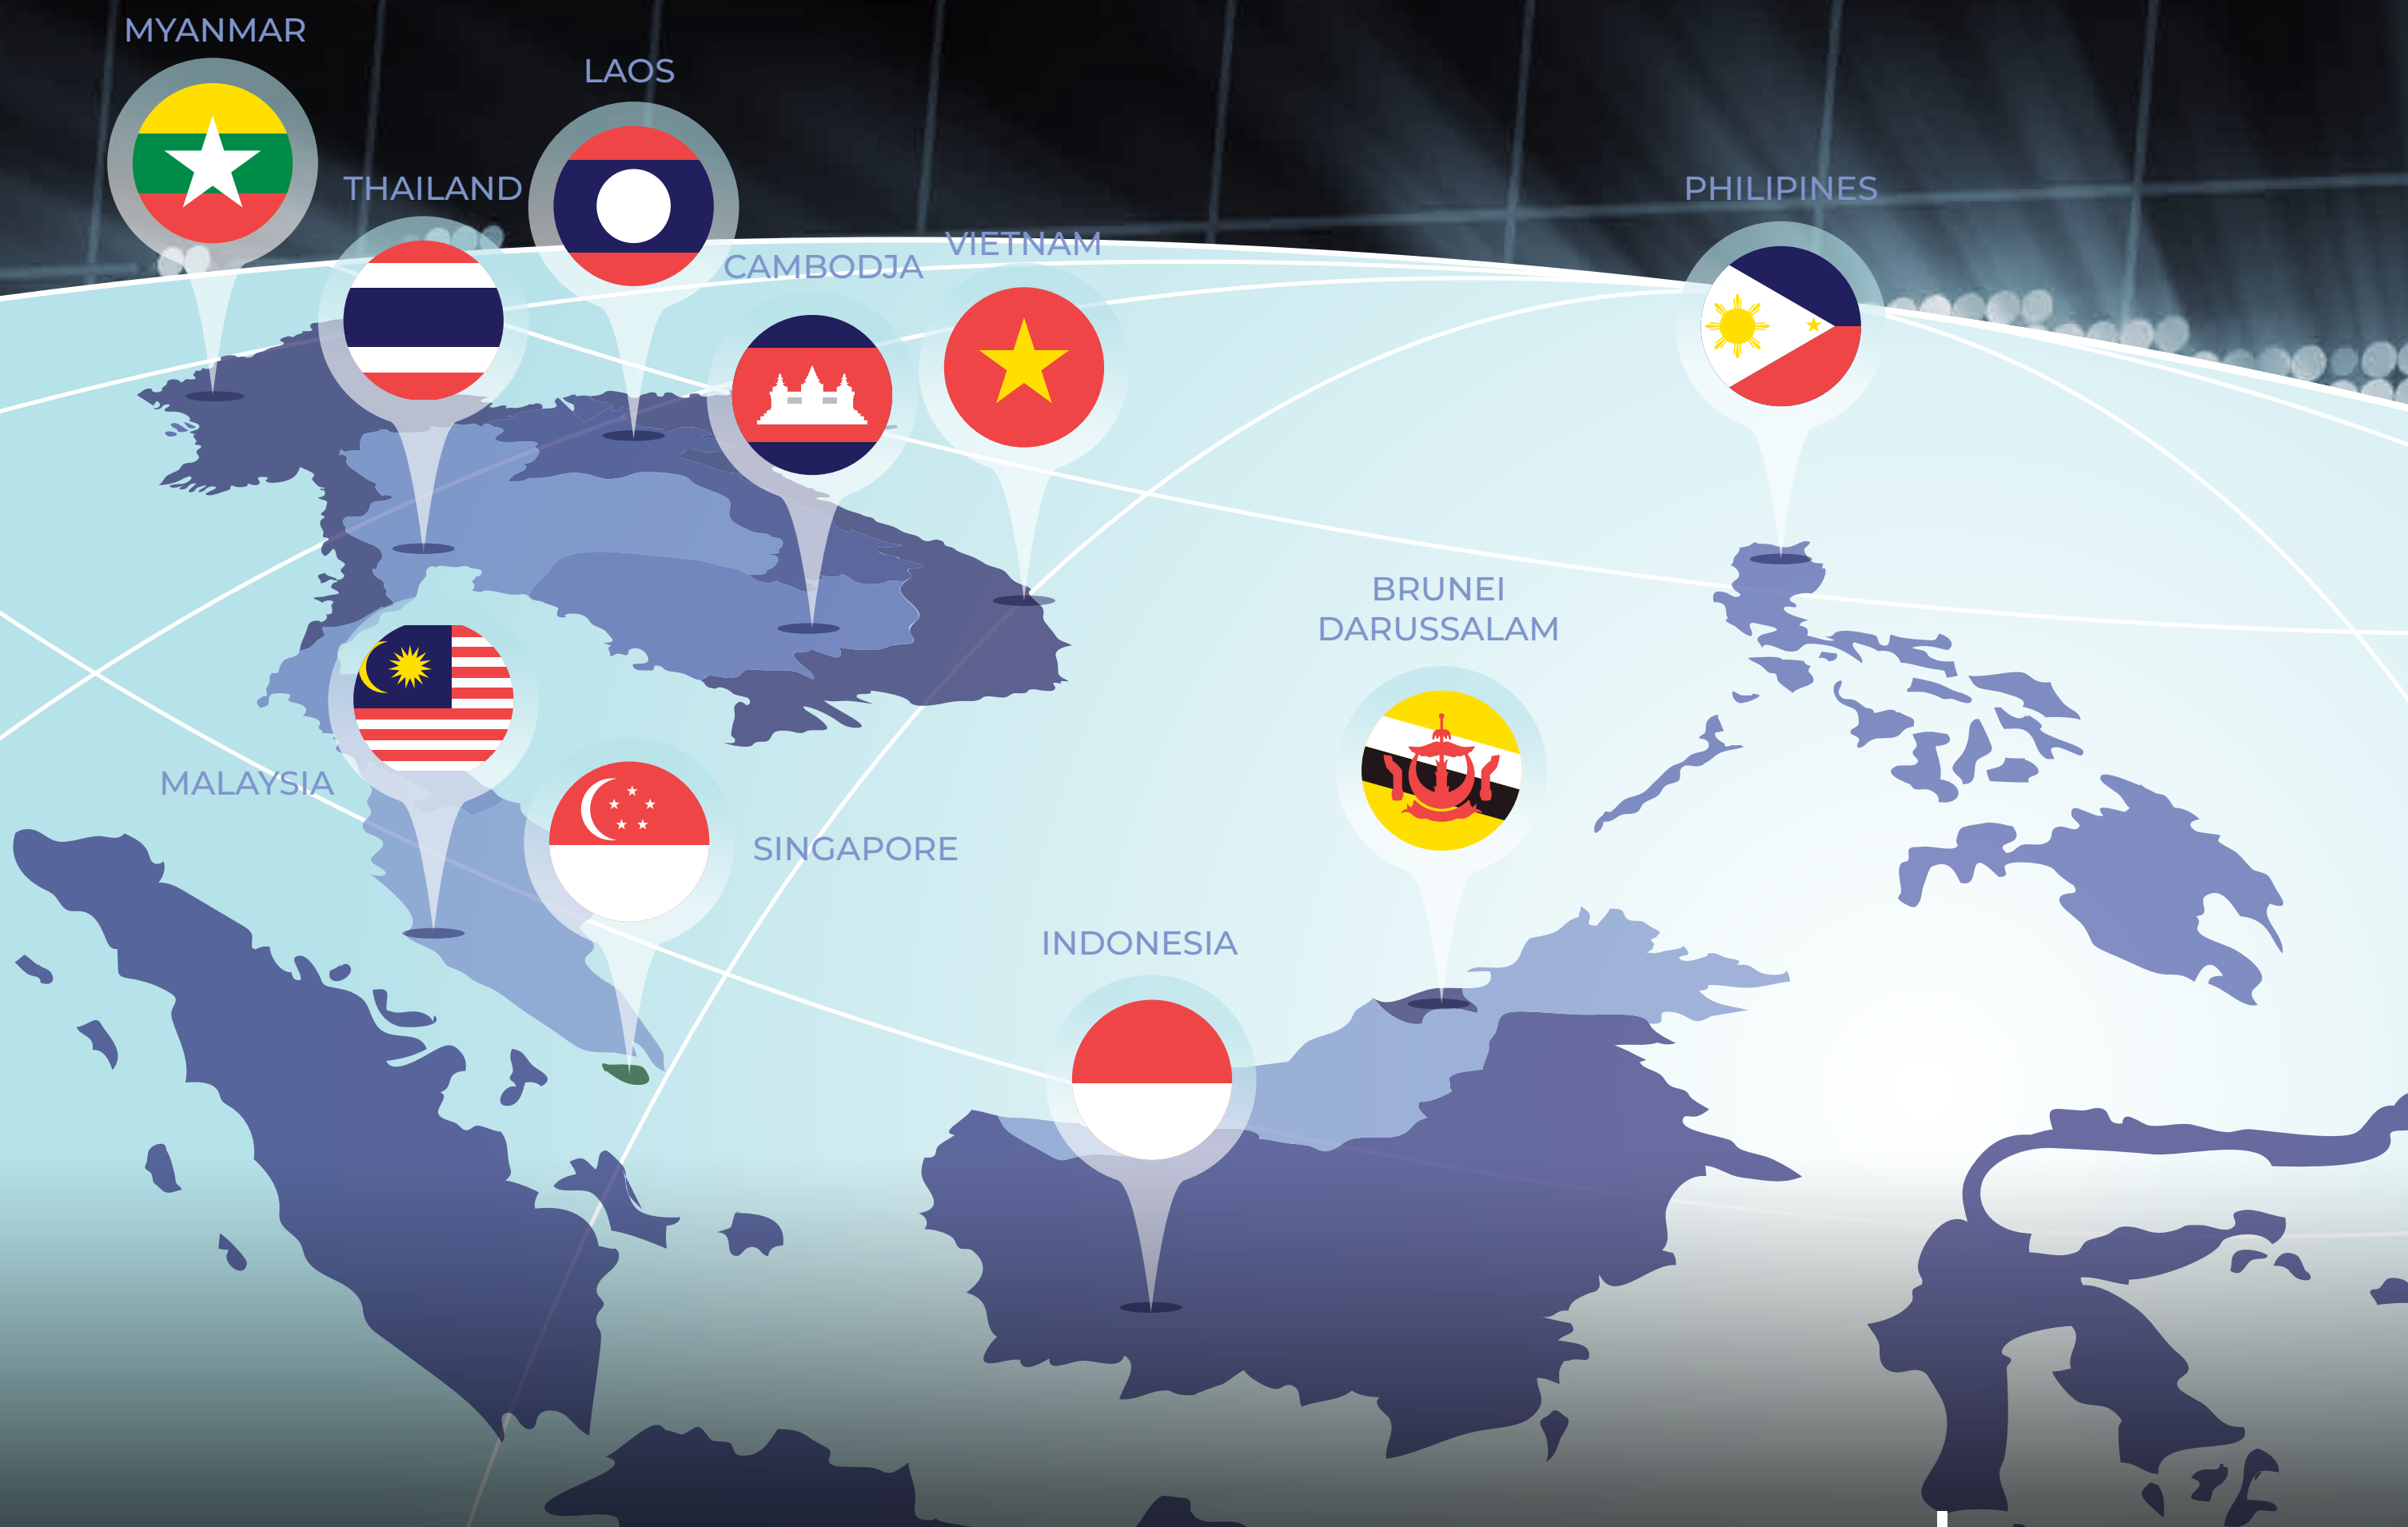 MYANMAR
LAOS
THAILAND
PHILIPINES
VIETNAM
CAMBODJA
BRUNEI
DARUSSALAM
MALAYSIA
SINGAPORE
INDONESIA